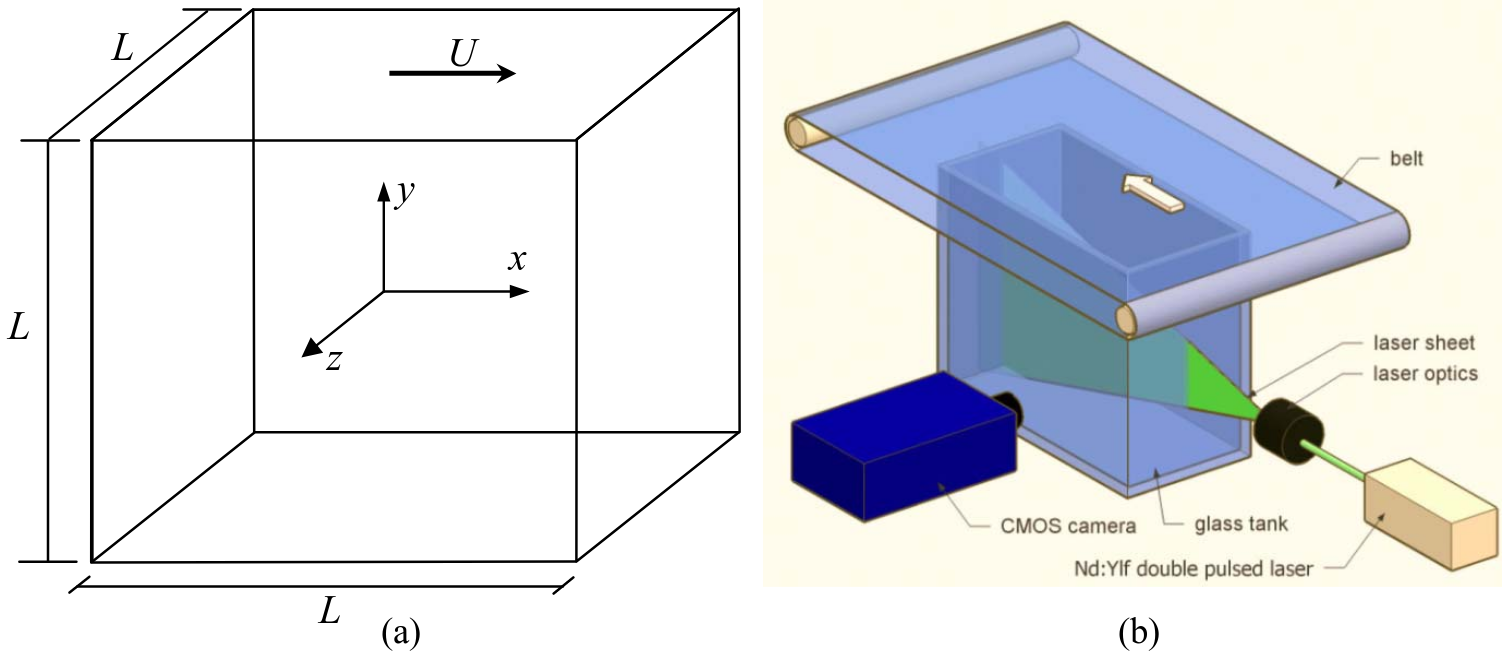 L
U
y
x
z
L
L
(a)
belt
laser sheet
laser optics
CMOS camera
glass tank
Nd:Ylf double pulsed laser
(b)